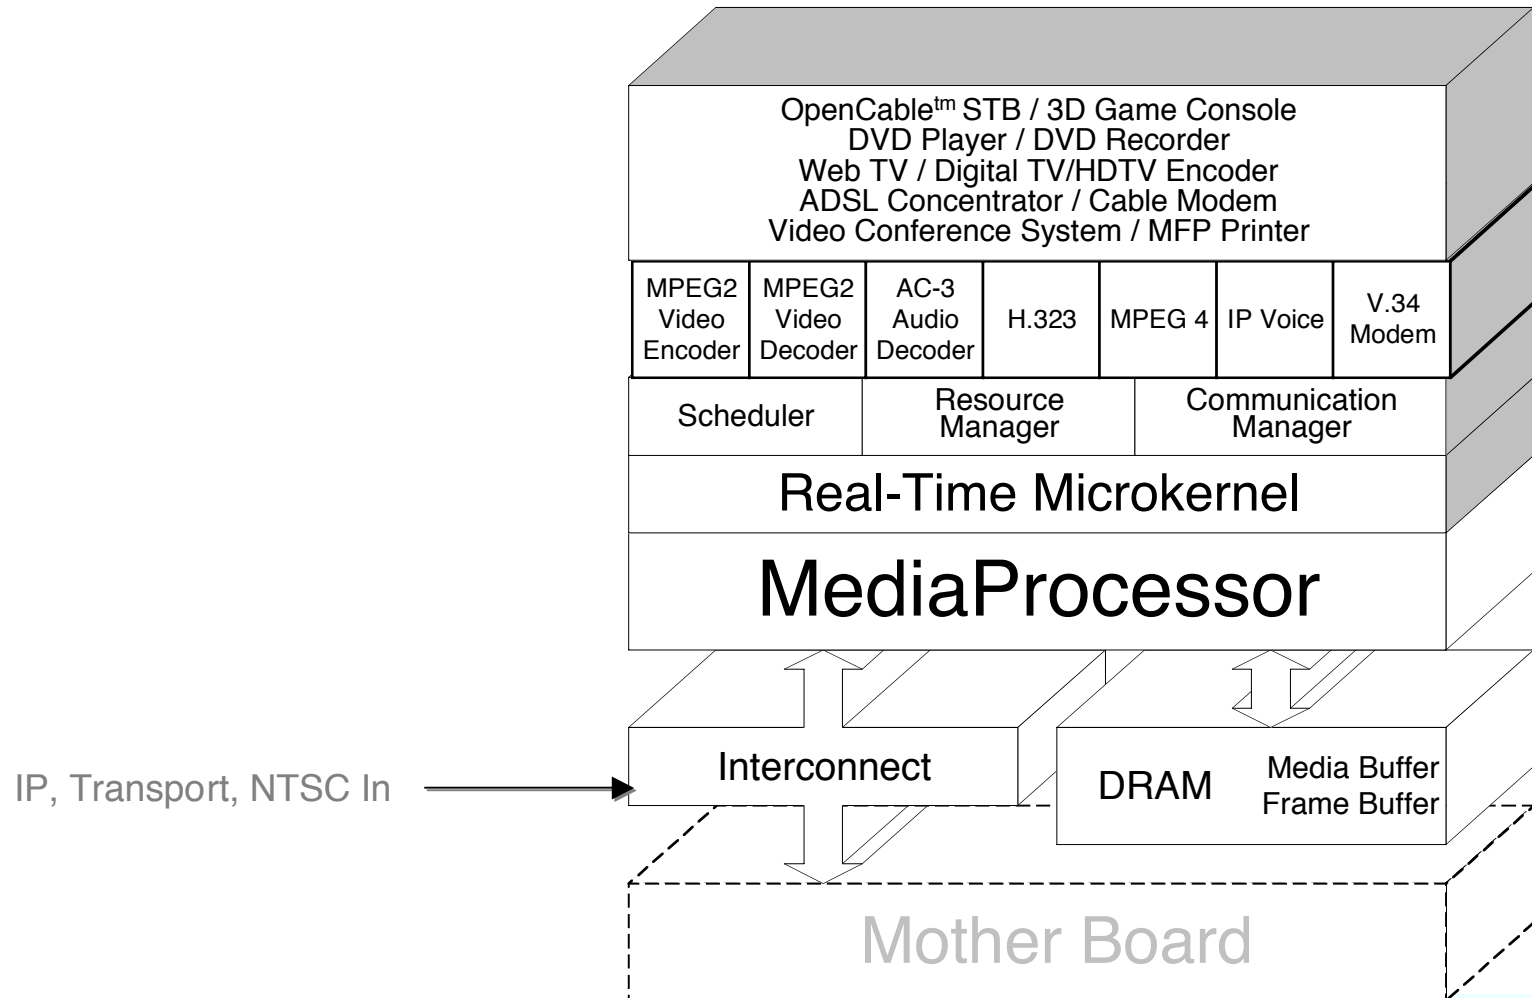 OpenCable™ STB / 3D Game Console
DVD Player / DVD Recorder
Web TV / Digital TV/HDTV Encoder
ADSL Concentrator / Cable Modem
Video Conference System / MFP Printer
MPEG2
Video
Encoder
MPEG2
Video
Decoder
AC-3
Audio
Decoder
H.323
MPEG 4
IP Voice
V.34
Modem
Scheduler
Resource
Manager
Communication
Manager
Real-Time Microkernel
MediaProcessor
Interconnect
IP, Transport, NTSC In
DRAM
Media Buffer
Frame Buffer
Mother Board